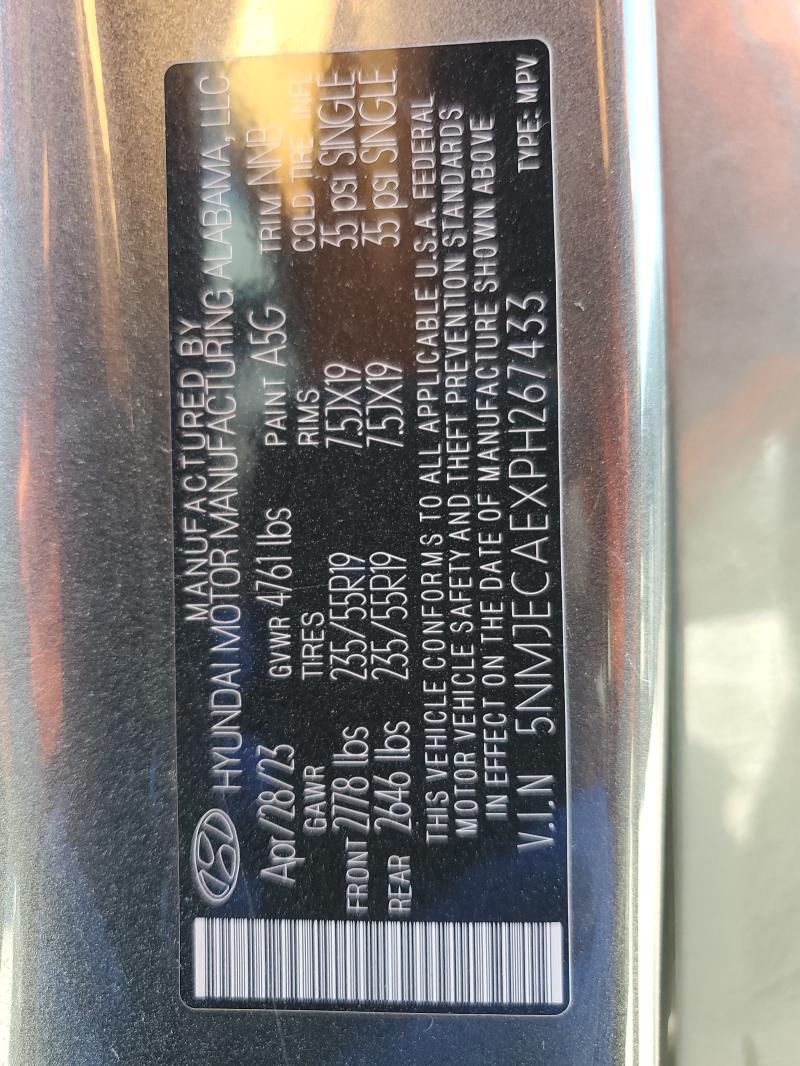 MANUFACTURED BY
HYUNDAI MOTOR MANUFACTURING ALABAMA, LLC
Apr/28/23 GVWR 4761 lbs PAINT A5G TRIM NNB
GAWR TIRES RIMS COLD TIRE INFL
FRONT 2778 lbs 235/55R19 7.5JX19 35 psi SINGLE
REAR 2646 lbs 235/55R19 7.5JX19 35 psi SINGLE
THIS VEHICLE CONFORMS TO ALL APPLICABLE U.S.A. FEDERAL
MOTOR VEHICLE SAFETY AND THEFT PREVENTION STANDARDS
IN EFFECT ON THE DATE OF MANUFACTURE SHOWN ABOVE
V.I.N 5NMJECAEXPH267433 TYPE: MPV